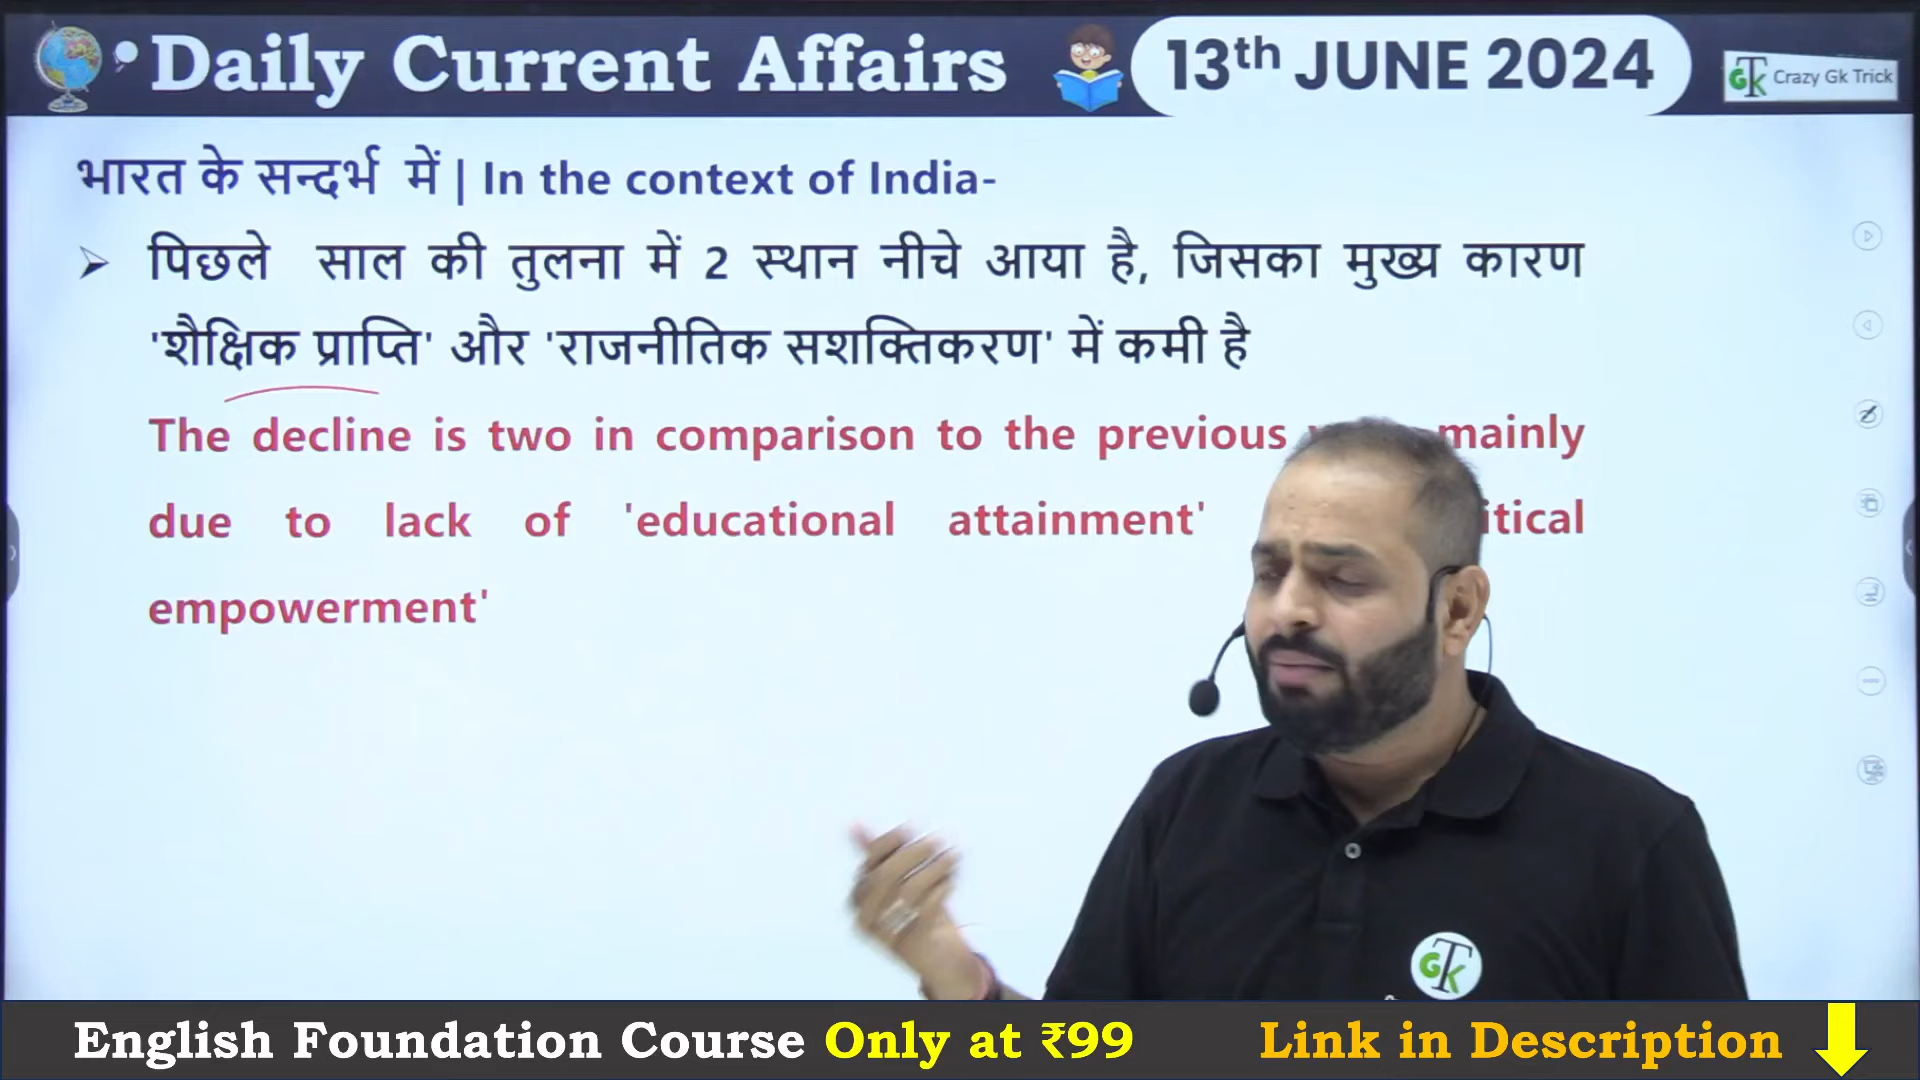 Daily Current Affairs
13th JUNE 2024
GTK Crazy Gk Trick
भारत के सन्दर्भ में | In the context of India-
➢ पिछले साल की तुलना में 2 स्थान नीचे आया है, जिसका मुख्य कारण
'शैक्षिक प्राप्ति' और 'राजनीतिक सशक्तिकरण' में कमी है
The decline is two in comparison to the previous mainly
due to lack of 'educational attainment' itical
empowerment'
GTK
English Foundation Course Only at ₹99
Link in Description